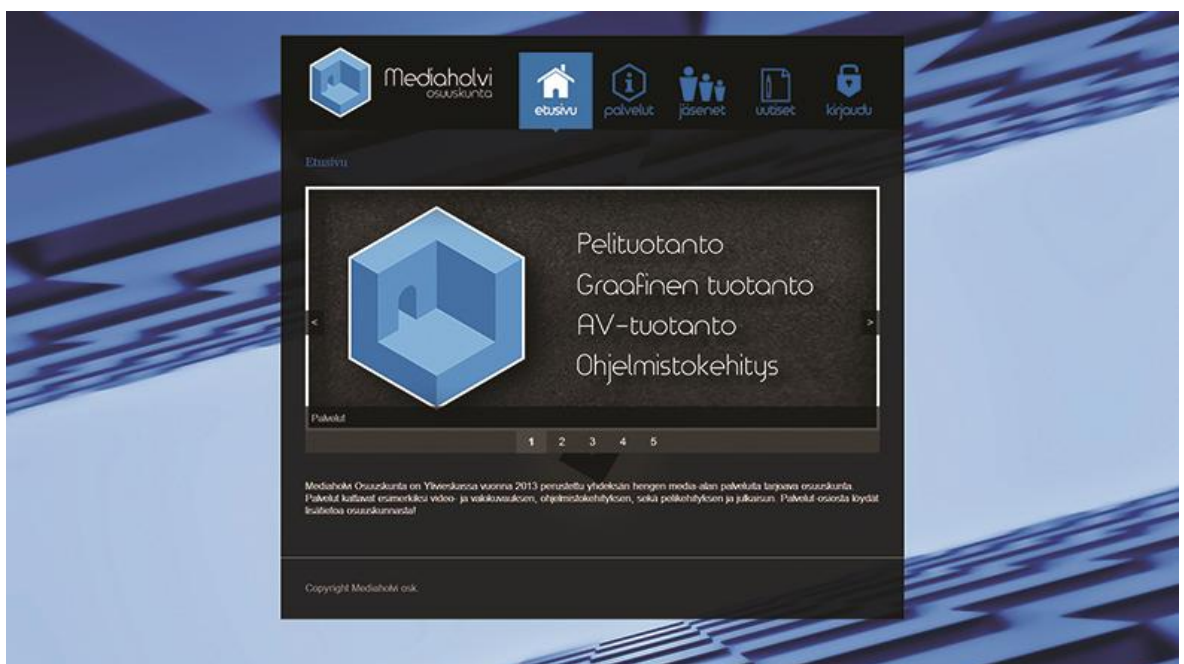 Mediaholvi
osuuskunta
etusivu palvelut jäsenet uutiset kirjaudu
Etusivu
Pelituotanto
Graafinen tuotanto
AV-tuotanto
Ohjelmistokehitys
< >
Palvelut
1 2 3 4 5
Mediaholvi Osuuskunta on Ylivieskassa vuonna 2013 perustettu yhdeksän hengen media-alan palveluita tarjoava osuuskunta.
Palvelut kattavat esimerkiksi video- ja valokuvauksen, ohjelmistokehityksen, sekä pelikehityksen ja julkaisun. Palvelut-osiosta löydät
lisätietoa osuuskunnasta!
Copyright Mediaholvi osk.